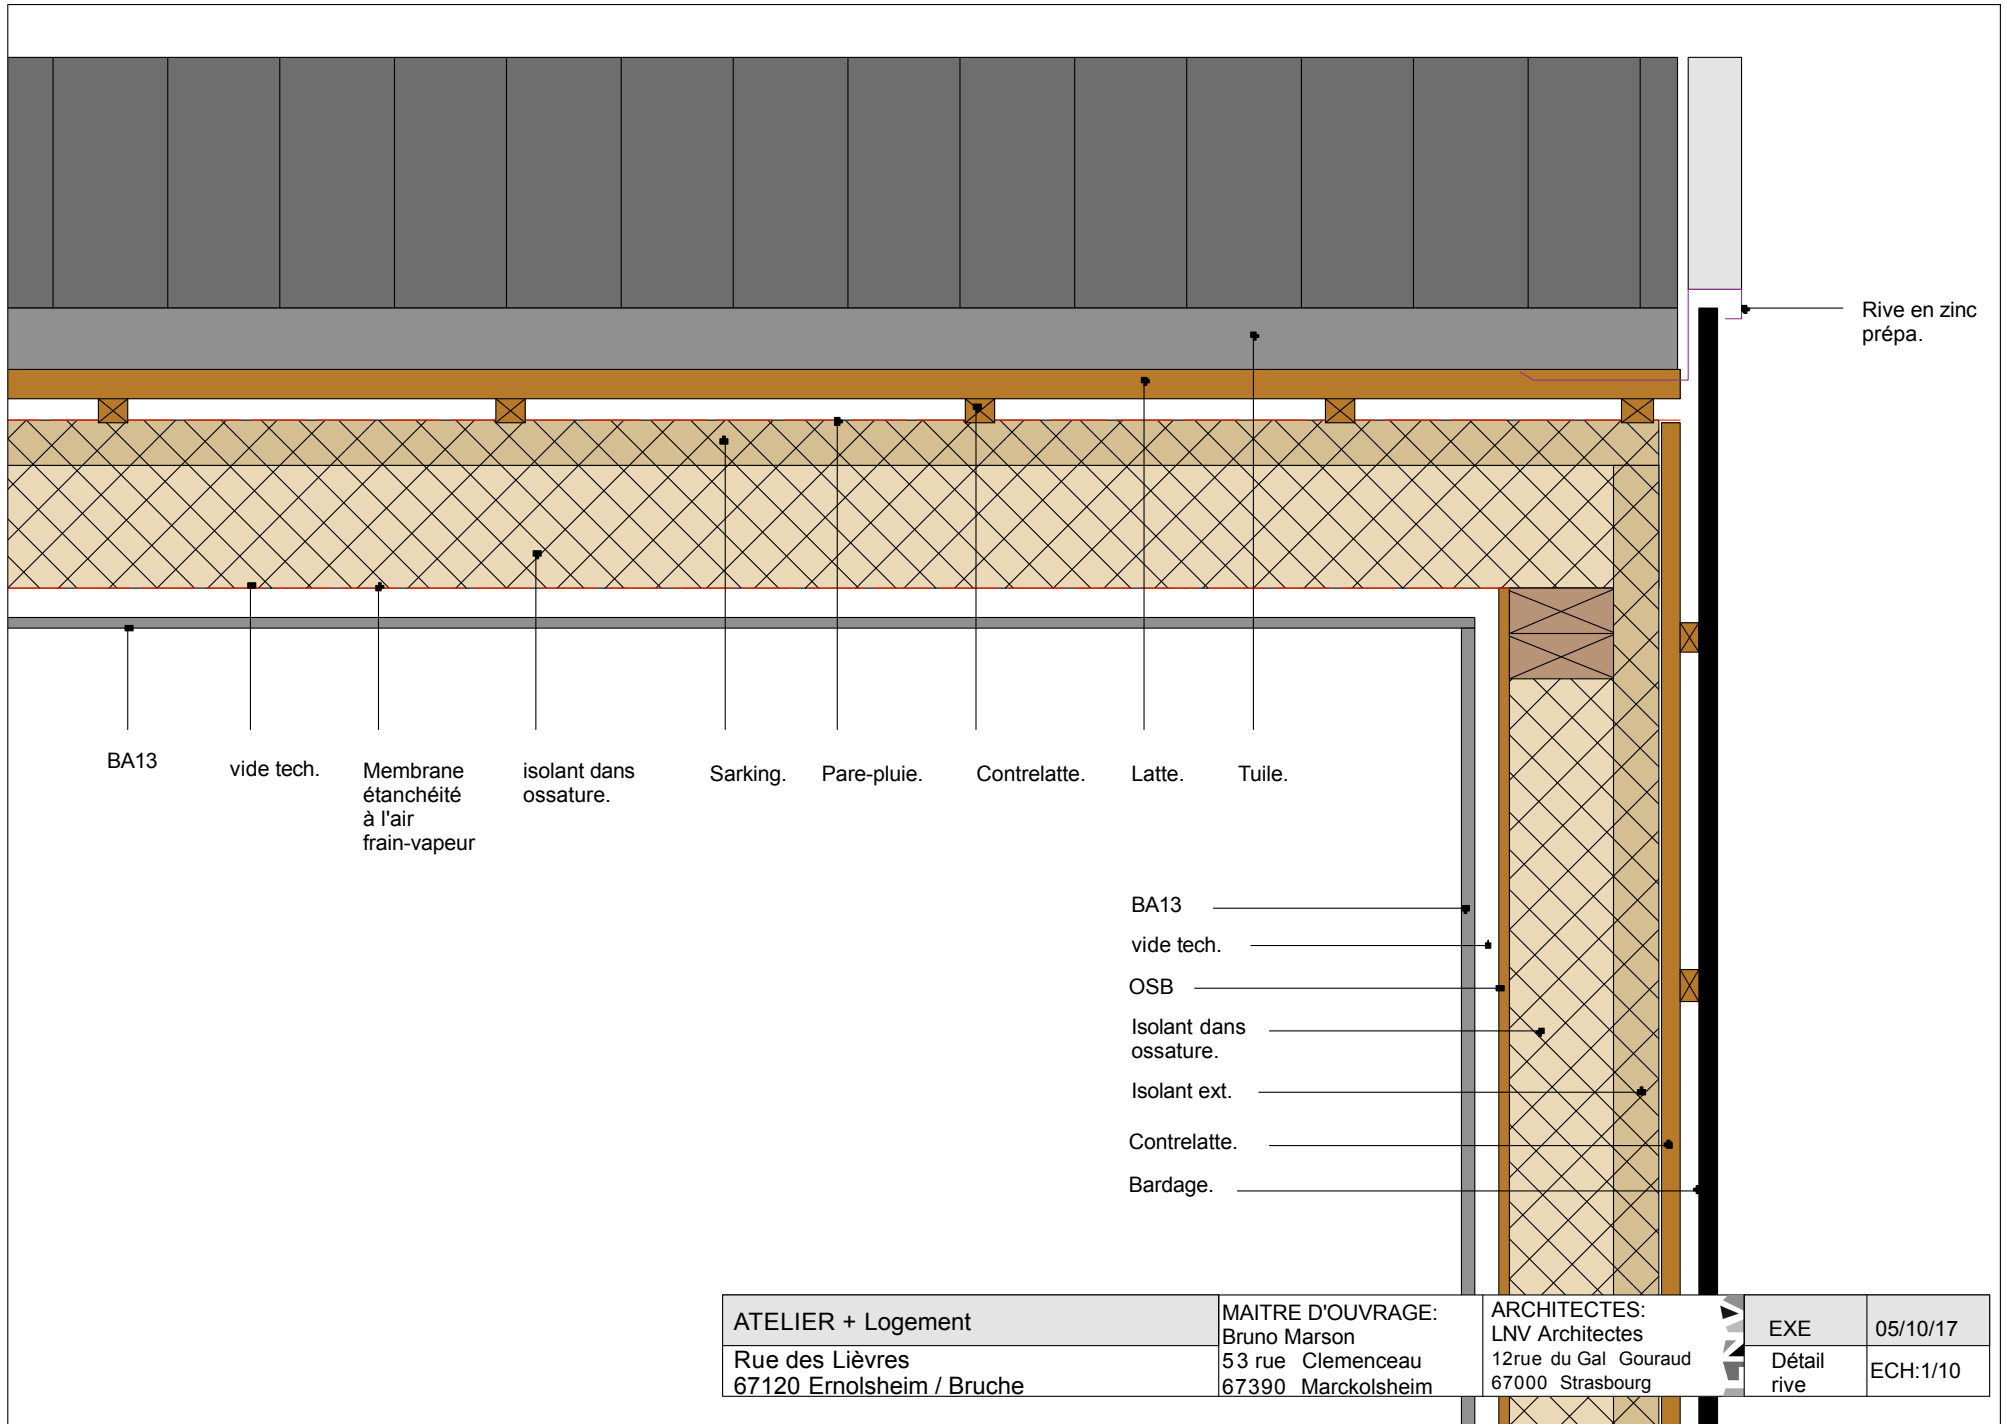 Rive en zinc
prépa.
BA13
vide tech.
Membrane
étanchéité
à l'air
frain-vapeur
isolant dans
ossature.
Sarking.
Pare-pluie.
Contrelatte.
Latte.
Tuile.
BA13
vide tech.
OSB
Isolant dans
ossature.
Isolant ext.
Contrelatte.
Bardage.
ATELIER + Logement
Rue des Lièvres
67120 Ernolsheim / Bruche
MAITRE D'OUVRAGE:
Bruno Marson
53 rue Clemenceau
67390 Marckolsheim
ARCHITECTES:
LNV Architectes
12rue du Gal Gouraud
67000 Strasbourg
EXE
05/10/17
Détail
rive
ECH:1/10